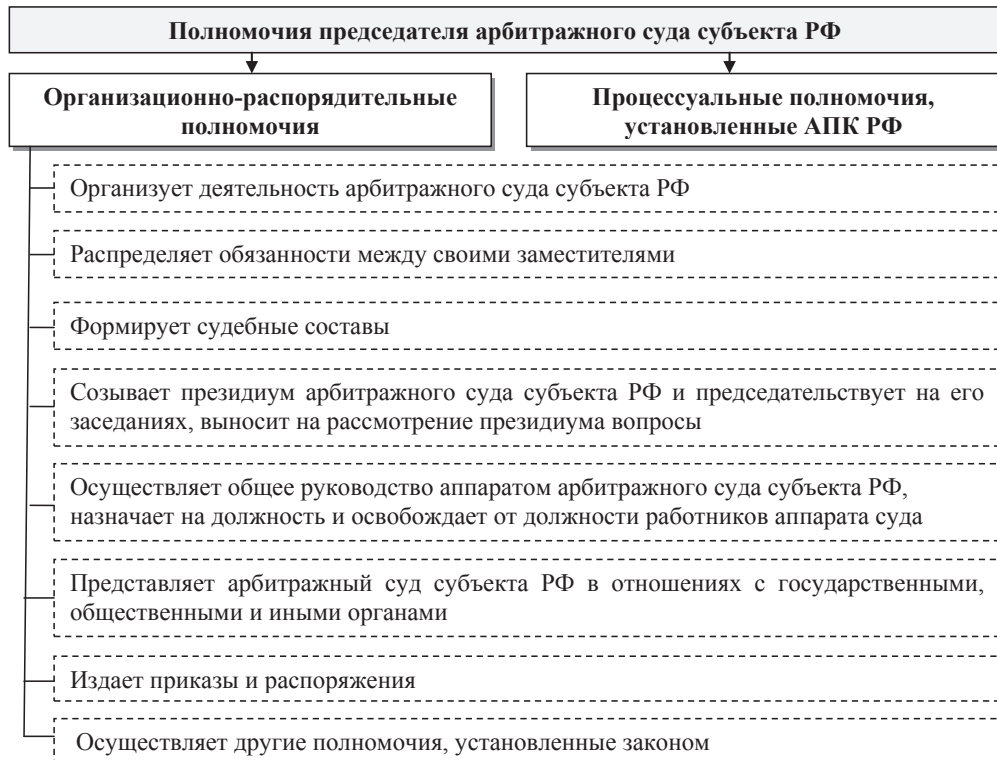 Полномочия председателя арбитражного суда субъекта РФ
Организационно-распорядительные
полномочия
Процессуальные полномочия,
установленные АПК РФ
Организует деятельность арбитражного суда субъекта РФ
Распределяет обязанности между своими заместителями
Формирует судебные составы
Созывает президиум арбитражного суда субъекта РФ и председательствует на его
заседаниях, выносит на рассмотрение президиума вопросы
Осуществляет общее руководство аппаратом арбитражного суда субъекта РФ,
назначает на должность и освобождает от должности работников аппарата суда
Представляет арбитражный суд субъекта РФ в отношениях с государственными,
общественными и иными органами
Издает приказы и распоряжения
Осуществляет другие полномочия, установленные законом